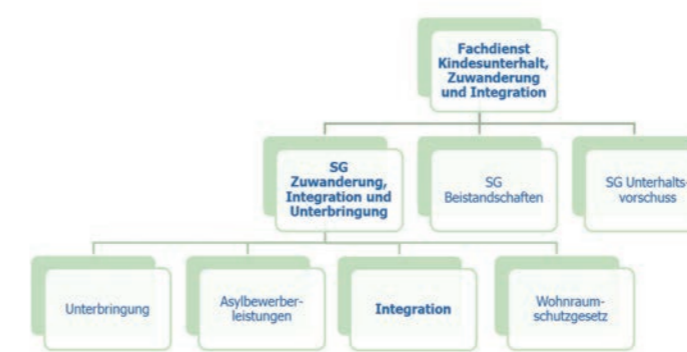 Fachdienst
Kindesunterhalt,
Zuwanderung
und Integration
SG
Zuwanderung,
Integration und
Unterbringung
SG
Beistandschaften
SG Unterhalts-
vorschuss
Unterbringung
Asylbewerber-
leistungen
Integration
Wohnraum-
schutzgesetz